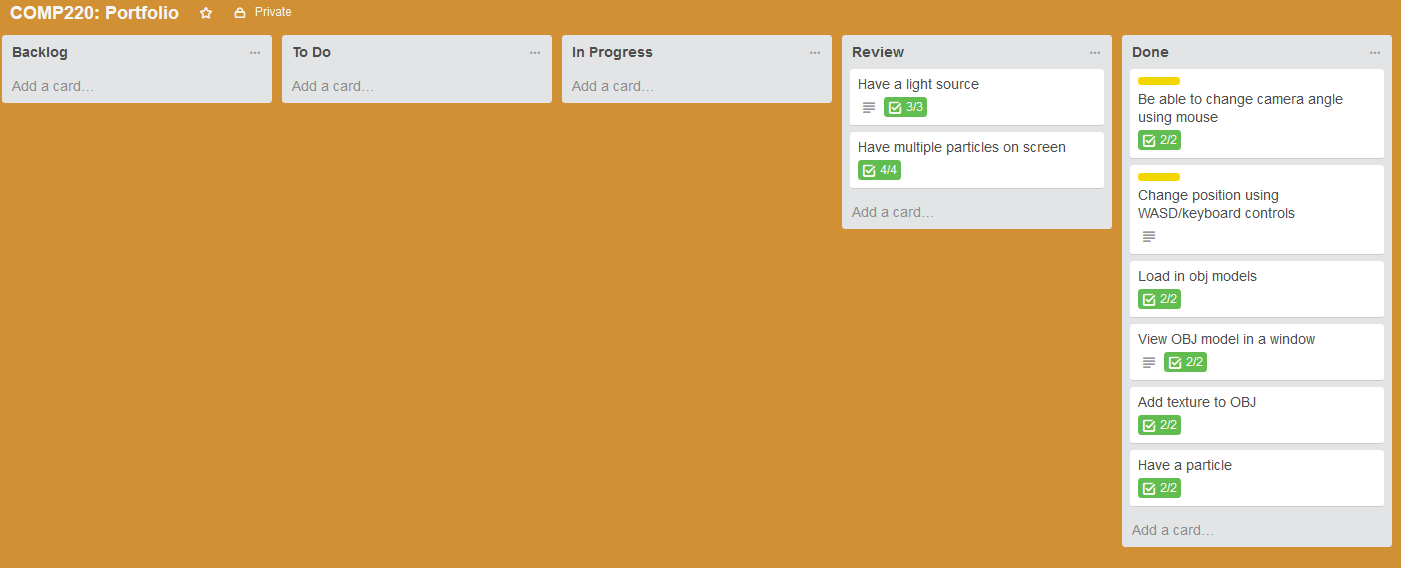 COMP220: Portfolio
Private
Backlog
Add a card…
To Do
Add a card…
In Progress
Add a card…
Review
Have a light source
3/3
Have multiple particles on screen
4/4
Add a card…
Done
Be able to change camera angle
using mouse
2/2
Change position using
WASD/keyboard controls
Load in obj models
2/2
View OBJ model in a window
2/2
Add texture to OBJ
2/2
Have a particle
2/2
Add a card…